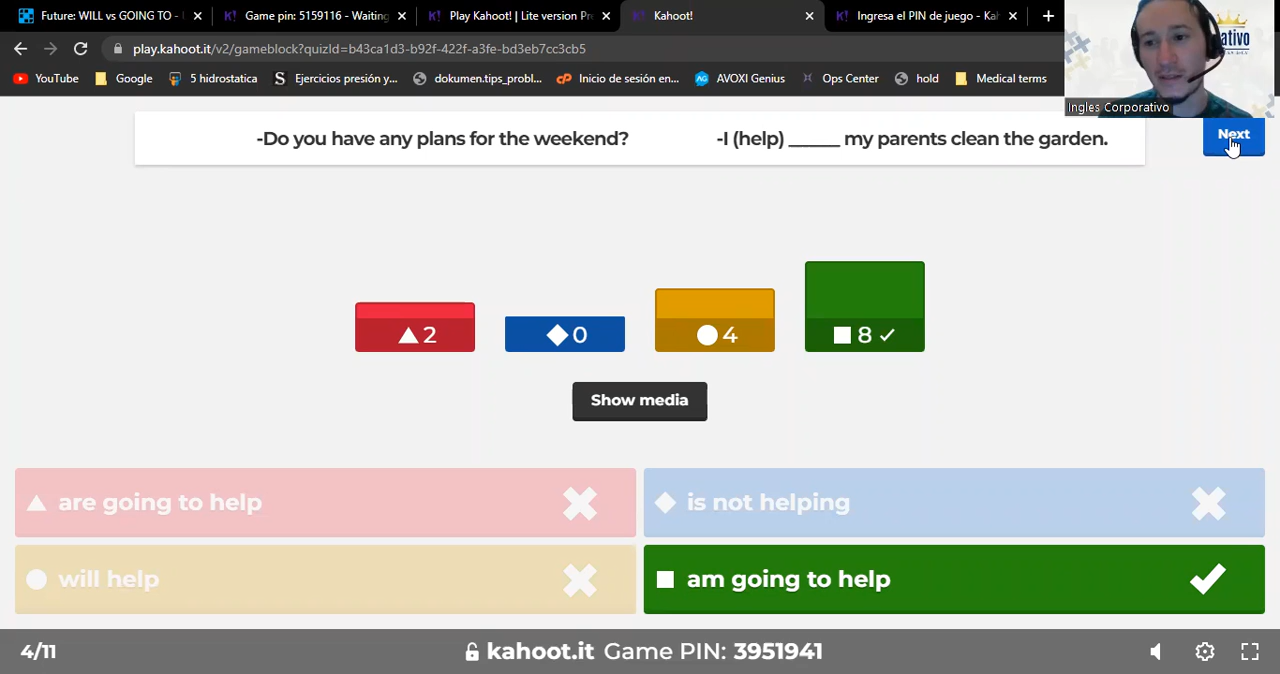 Future: WILL vs GOING TO -
Game pin: 5159116 - Waiting
Play Kahoot! | Lite version Pre
Kahoot!
Ingresa el PIN de juego - Kah
play.kahoot.it/v2/gameblock?quizId=b43ca1d3-b92f-422f-a3fe-bd3eb7cc3cb5
YouTube
Google
5 hidrostatica
Ejercicios presión y...
dokumen.tips_probl...
Inicio de sesión en...
AVOXI Genius
Ops Center
hold
Medical terms
Ingles Corporativo
-Do you have any plans for the weekend? -I (help) ______ my parents clean the garden.
Next
2
0
4
8
Show media
are going to help
is not helping
will help
am going to help
4/11
kahoot.it Game PIN: 3951941